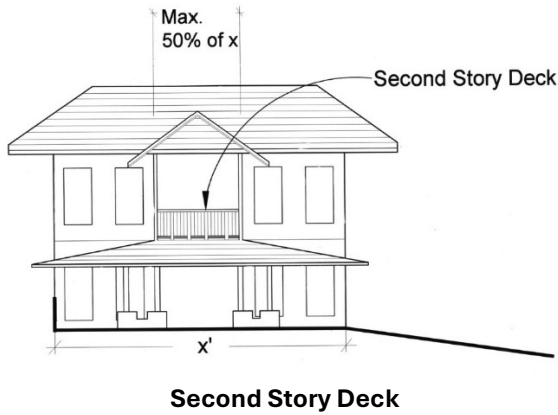 Max.
50% of x
Second Story Deck
x'
Second Story Deck